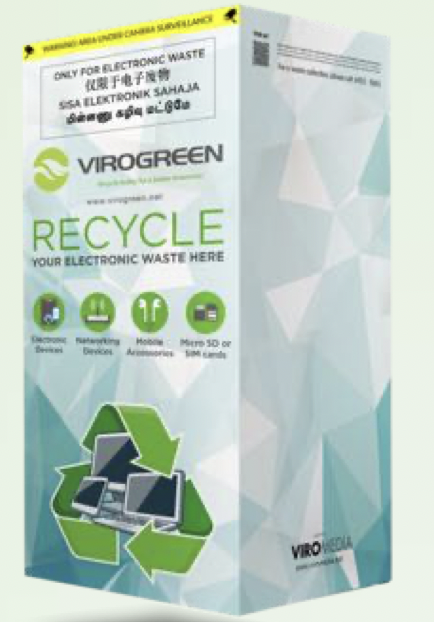 WARNING! AREA UNDER CAMERA SURVEILLANCE
ONLY FOR ELECTRONIC WASTE
仅限于电子废物
SISA ELEKTRONIK SAHAJA
மின்னணு கழிவு மட்டுமே
VIROGREEN
www.virogreen.net
RECYCLE
YOUR ELECTRONIC WASTE HERE
Electronic Devices
Networking Devices
Mobile Accessories
Micro SD or SIM cards
VIROMEDIA